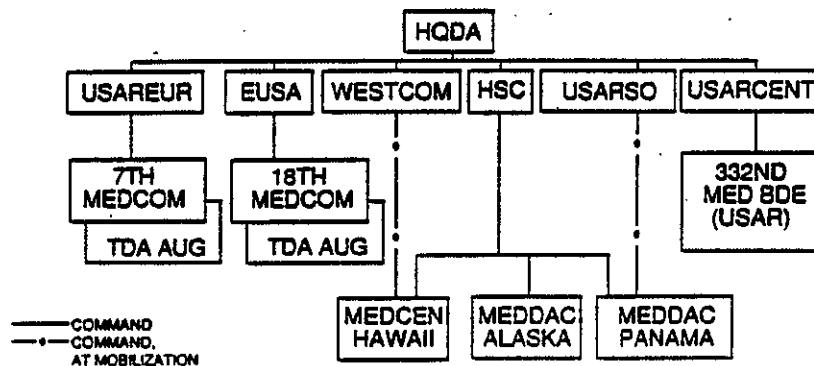 HQDA
USAREUR
EUSA
WESTCOM
HSC
USARSO
USARCENT
7TH
MEDCOM
TDA AUG
18TH
MEDCOM
TDA AUG
332ND
MED BDE
(USAR)
MEDCEN
HAWAII
MEDDAC
ALASKA
MEDDAC
PANAMA
COMMAND
COMMAND,
AT MOBILIZATION